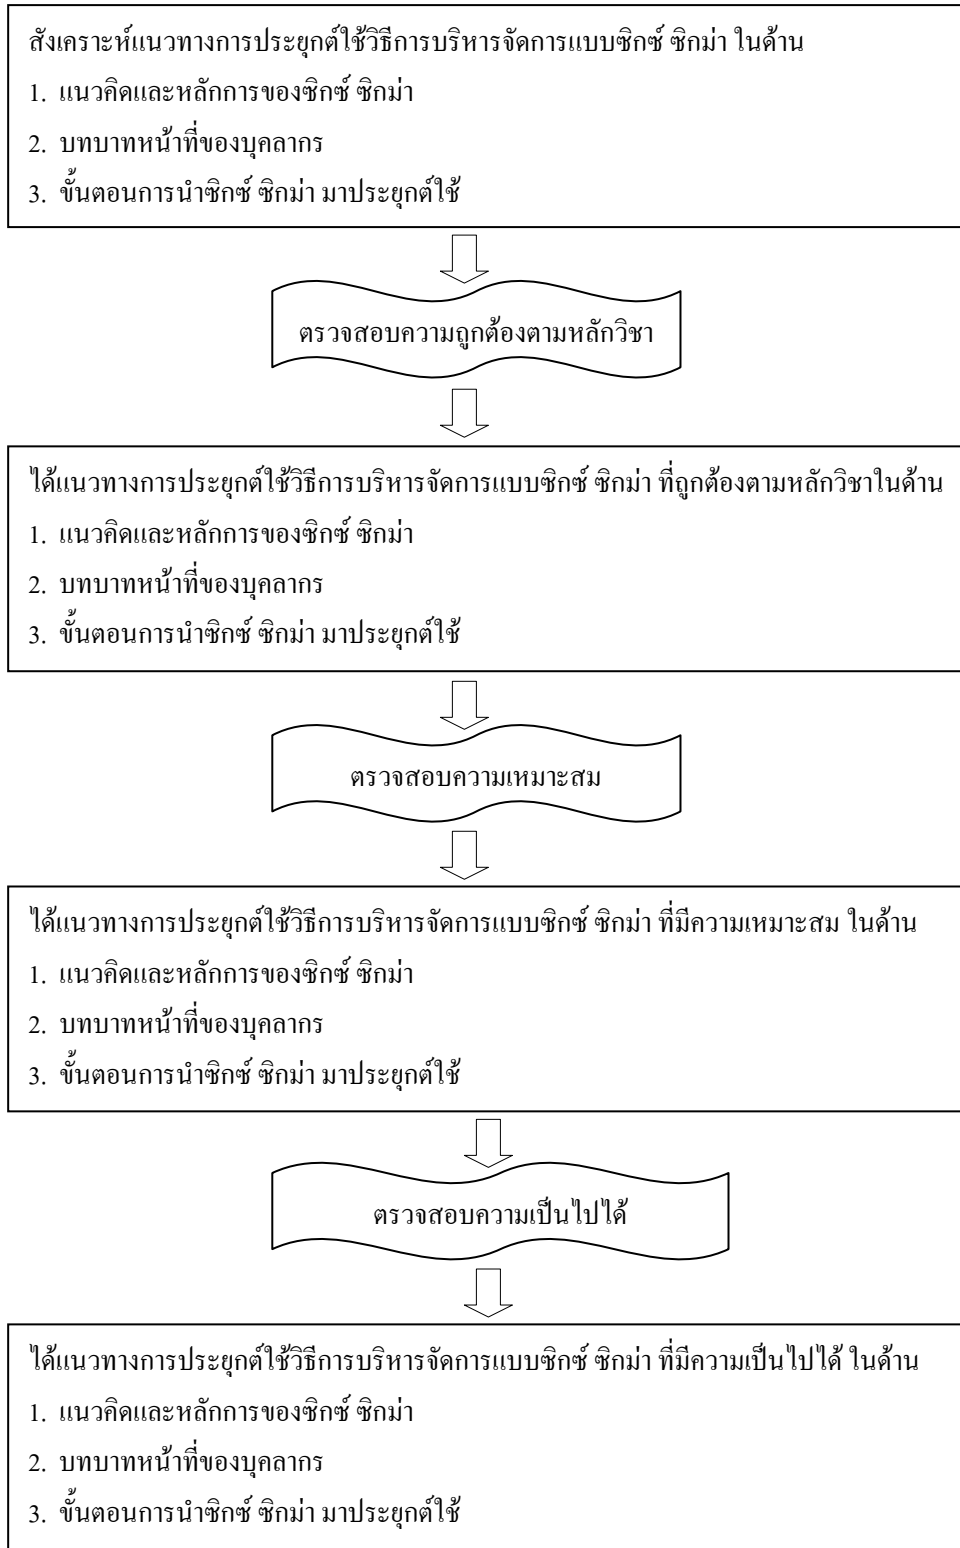 สังเคราะห์แนวทางการประยุกต์ใช้วิธีการบริหารจัดการแบบซิกซ์ ซิกม่า ในด้าน
1. แนวคิดและหลักการของซิกซ์ ซิกม่า
2. บทบาทหน้าที่ของบุคลากร
3. ขั้นตอนการนำซิกซ์ ซิกม่า มาประยุกต์ใช้
ตรวจสอบความถูกต้องตามหลักวิชา
ได้แนวทางการประยุกต์ใช้วิธีการบริหารจัดการแบบซิกซ์ ซิกม่า ที่ถูกต้องตามหลักวิชาในด้าน
1. แนวคิดและหลักการของซิกซ์ ซิกม่า
2. บทบาทหน้าที่ของบุคลากร
3. ขั้นตอนการนำซิกซ์ ซิกม่า มาประยุกต์ใช้
ตรวจสอบความเหมาะสม
ได้แนวทางการประยุกต์ใช้วิธีการบริหารจัดการแบบซิกซ์ ซิกม่า ที่มีความเหมาะสม ในด้าน
1. แนวคิดและหลักการของซิกซ์ ซิกม่า
2. บทบาทหน้าที่ของบุคลากร
3. ขั้นตอนการนำซิกซ์ ซิกม่า มาประยุกต์ใช้
ตรวจสอบความเป็นไปได้
ได้แนวทางการประยุกต์ใช้วิธีการบริหารจัดการแบบซิกซ์ ซิกม่า ที่มีความเป็นไปได้ ในด้าน
1. แนวคิดและหลักการของซิกซ์ ซิกม่า
2. บทบาทหน้าที่ของบุคลากร
3. ขั้นตอนการนำซิกซ์ ซิกม่า มาประยุกต์ใช้